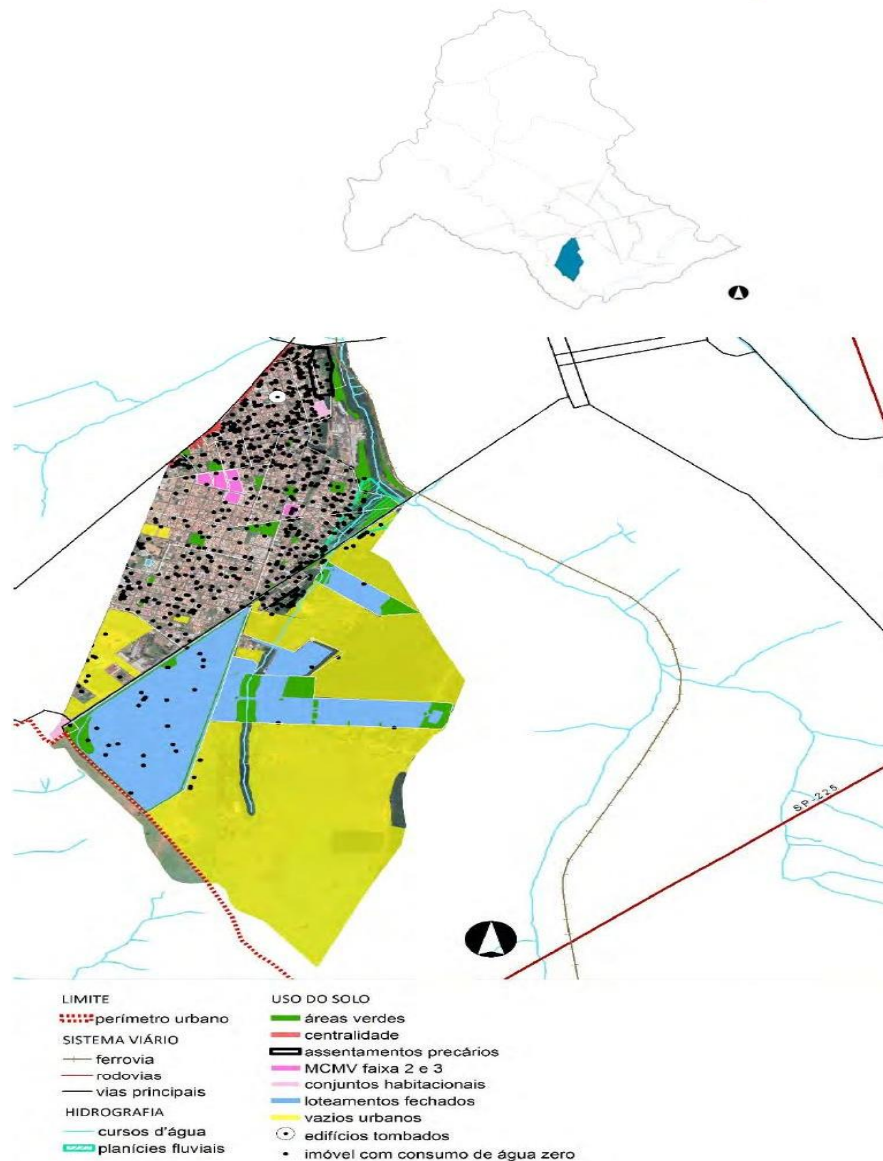 SP-225
LIMITE
perímetro urbano
SISTEMA VIÁRIO
ferrovia
rodovias
vias principais
HIDROGRAFIA
cursos d'água
planícies fluviais
USO DO SOLO
áreas verdes
centralidade
assentamentos precários
MCMV faixa 2 e 3
conjuntos habitacionais
loteamentos fechados
vazios urbanos
edifícios tombados
imóvel com consumo de água zero